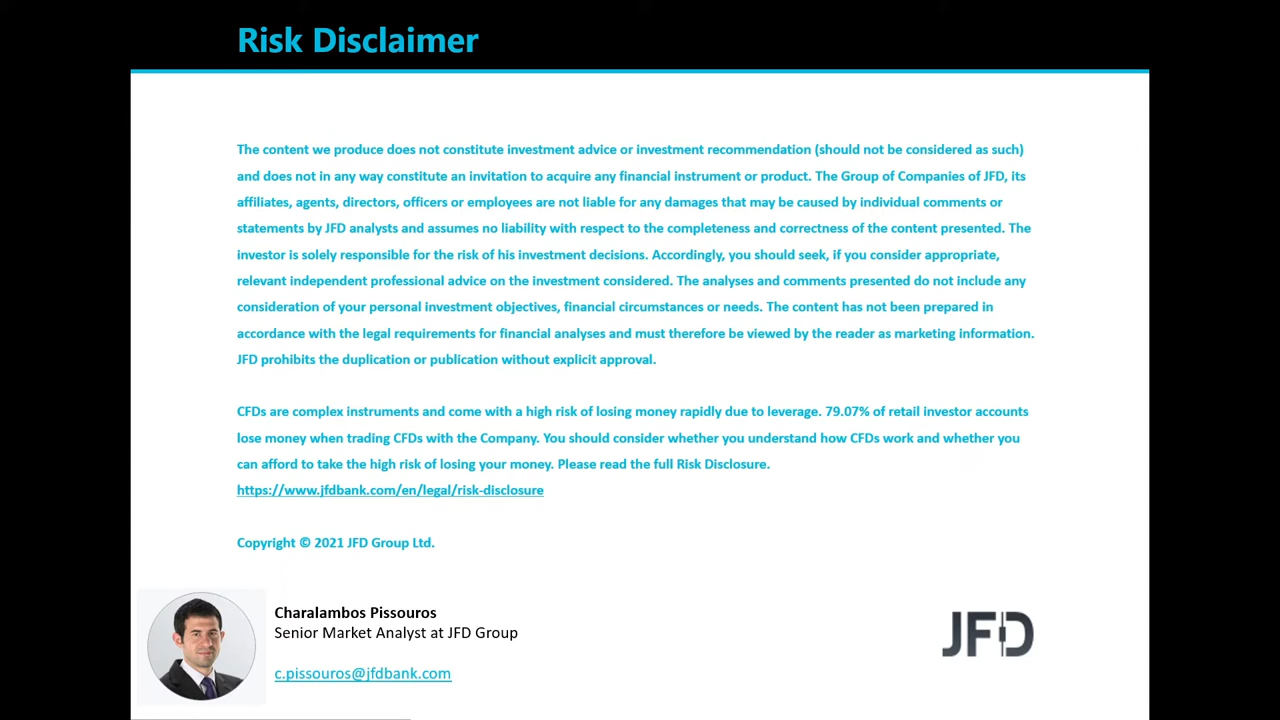 Risk Disclaimer
The content we produce does not constitute investment advice or investment recommendation (should not be considered as such)
and does not in any way constitute an invitation to acquire any financial instrument or product. The Group of Companies of JFD, its
affiliates, agents, directors, officers or employees are not liable for any damages that may be caused by individual comments or
statements by JFD analysts and assumes no liability with respect to the completeness and correctness of the content presented. The
investor is solely responsible for the risk of his investment decisions. Accordingly, you should seek, if you consider appropriate,
relevant independent professional advice on the investment considered. The analyses and comments presented do not include any
consideration of your personal investment objectives, financial circumstances or needs. The content has not been prepared in
accordance with the legal requirements for financial analyses and must therefore be viewed by the reader as marketing information.
JFD prohibits the duplication or publication without explicit approval.
CFDs are complex instruments and come with a high risk of losing money rapidly due to leverage. 79.07% of retail investor accounts
lose money when trading CFDs with the Company. You should consider whether you understand how CFDs work and whether you
can afford to take the high risk of losing your money. Please read the full Risk Disclosure.
https://www.jfdbank.com/en/legal/risk-disclosure
Copyright © 2021 JFD Group Ltd.
Charalambos Pissouros
Senior Market Analyst at JFD Group
c.pissouros@jfdbank.com
JFD